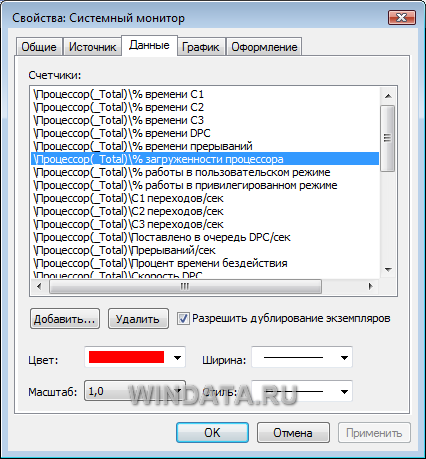 Свойства: Системный монитор
Общие Источник Данные График Оформление
Счетчики:
\Процессор(_Total)\% времени C1
\Процессор(_Total)\% времени C2
\Процессор(_Total)\% времени C3
\Процессор(_Total)\% времени DPC
\Процессор(_Total)\% времени прерываний
\Процессор(_Total)\% загруженности процессора
\Процессор(_Total)\% работы в пользовательском режиме
\Процессор(_Total)\% работы в привилегированном режиме
\Процессор(_Total)\C1 переходов/сек
\Процессор(_Total)\C2 переходов/сек
\Процессор(_Total)\C3 переходов/сек
\Процессор(_Total)\Поставлено в очередь DPC/сек
\Процессор(_Total)\Прерываний/сек
\Процессор(_Total)\Процент времени бездействия
\Процессор(_Total)\Скорость DPC
Добавить... Удалить Разрешить дублирование экземпляров
Цвет: Ширина:
Масштаб: 1,0 Стиль:
WINDATA.RU
OK Отмена Применить